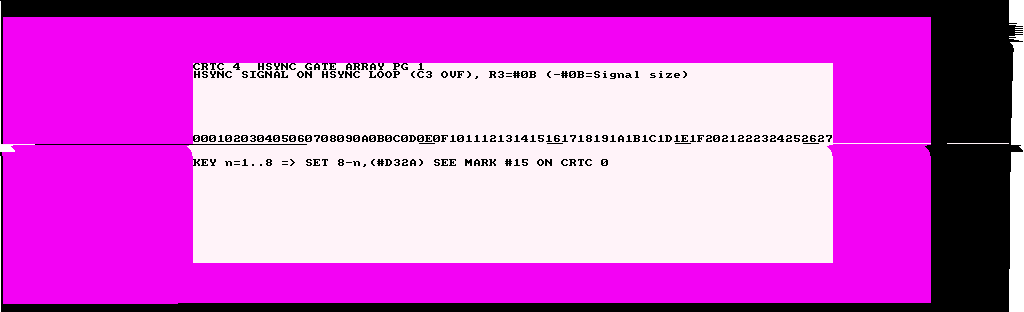 CRTC 4  HSYNC GATE ARRAY PG 1
HSYNC SIGNAL ON HSYNC LOOP (C3 OVF), R3=#0B (-#0B=Signal size)
000102030405060708090A0B0C0D0E0F101112131415161718191A1B1C1D1E1F2021222324252627
KEY n=1..8 => SET 8-n,(#D32A) SEE MARK #15 ON CRTC 0